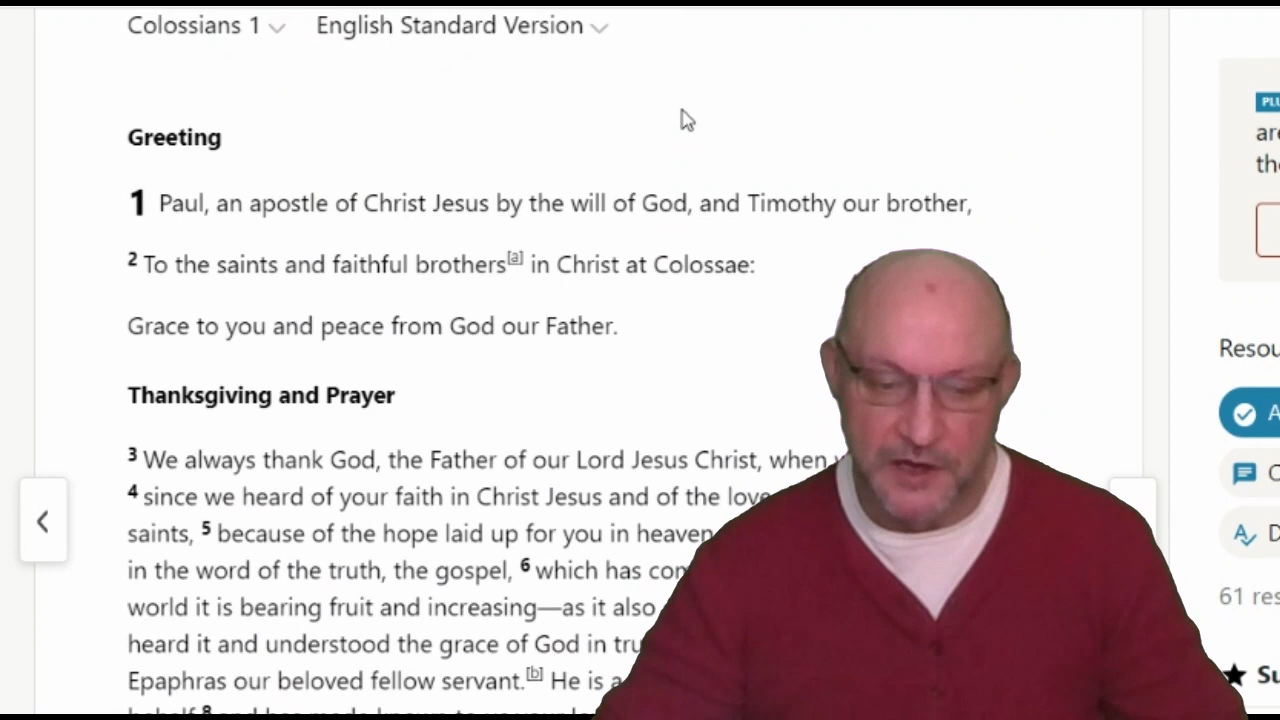 Colossians 1 English Standard Version
PLU
are
Greeting
the
1 Paul, an apostle of Christ Jesus by the will of God, and Timothy our brother,
2 To the saints and faithful brothers[a] in Christ at Colossae:
Grace to you and peace from God our Father.
Thanksgiving and Prayer
3 We always thank God, the Father of our Lord Jesus Christ, when
4 since we heard of your faith in Christ Jesus and of the love
saints, 5 because of the hope laid up for you in heaven
in the word of the truth, the gospel, 6 which has
world it is bearing fruit and increasing—as it also
heard it and understood the grace of God in
Epaphras our beloved fellow servant.[b] He is
61